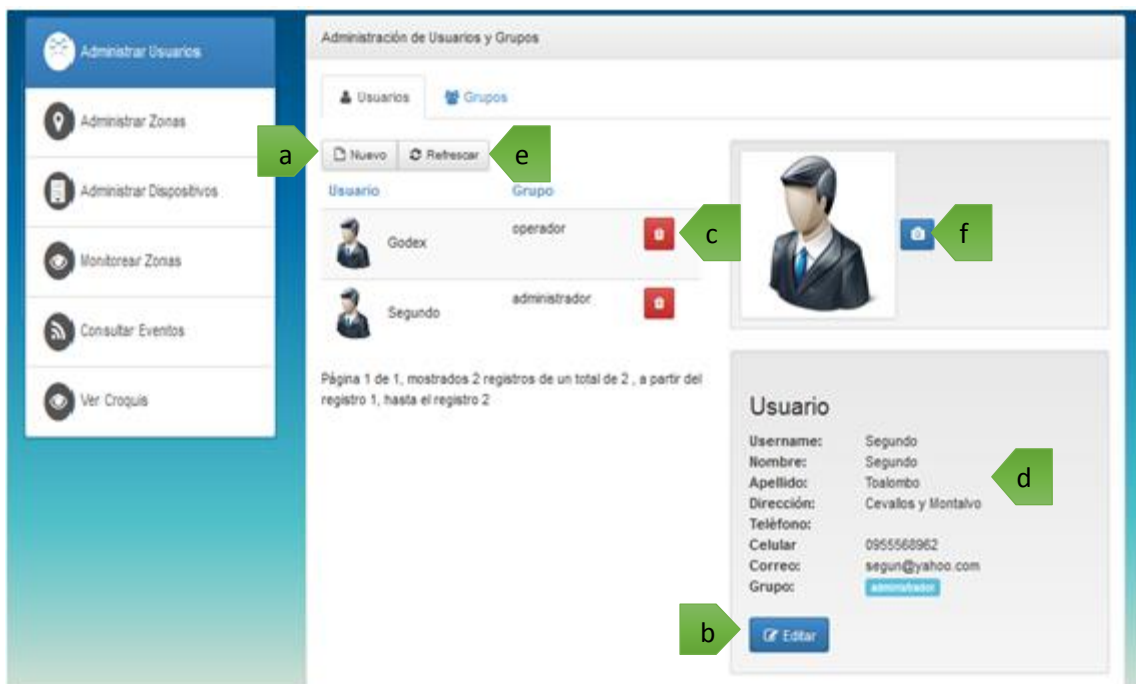 Administrar Usuarios
Administrar Zonas
Administrar Dispositivos
Monitorear Zonas
Consultar Eventos
Ver Croquis
Administración de Usuarios y Grupos
Usuarios Grupos
a Nuevo Refrescar e
Usuario Grupo
Godex operador c
Segundo administrador
Página 1 de 1, mostrados 2 registros de un total de 2 , a partir del
registro 1, hasta el registro 2
f
Usuario
Username: Segundo
Nombre: Segundo
Apellido: Toalombo
Dirección: Cevallos y Montalvo
Teléfono:
Celular 0955568962
Correo: segun@yahoo.com
Grupo: administrador
d
b Editar